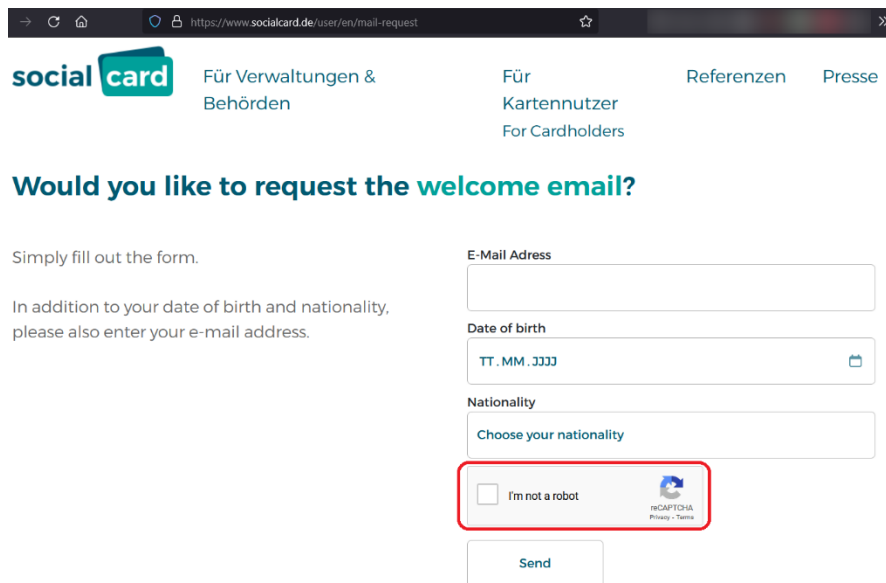 https://www.socialcard.de/user/en/mail-request
social card
Für Verwaltungen &
Behörden
Für
Kartennutzer
For Cardholders
Referenzen
Presse
Would you like to request the welcome email?
Simply fill out the form.
In addition to your date of birth and nationality,
please also enter your e-mail address.
E-Mail Adress
Date of birth
TT.MM.JJJJ
Nationality
Choose your nationality
I'm not a robot
reCAPTCHA
Privacy - Terms
Send